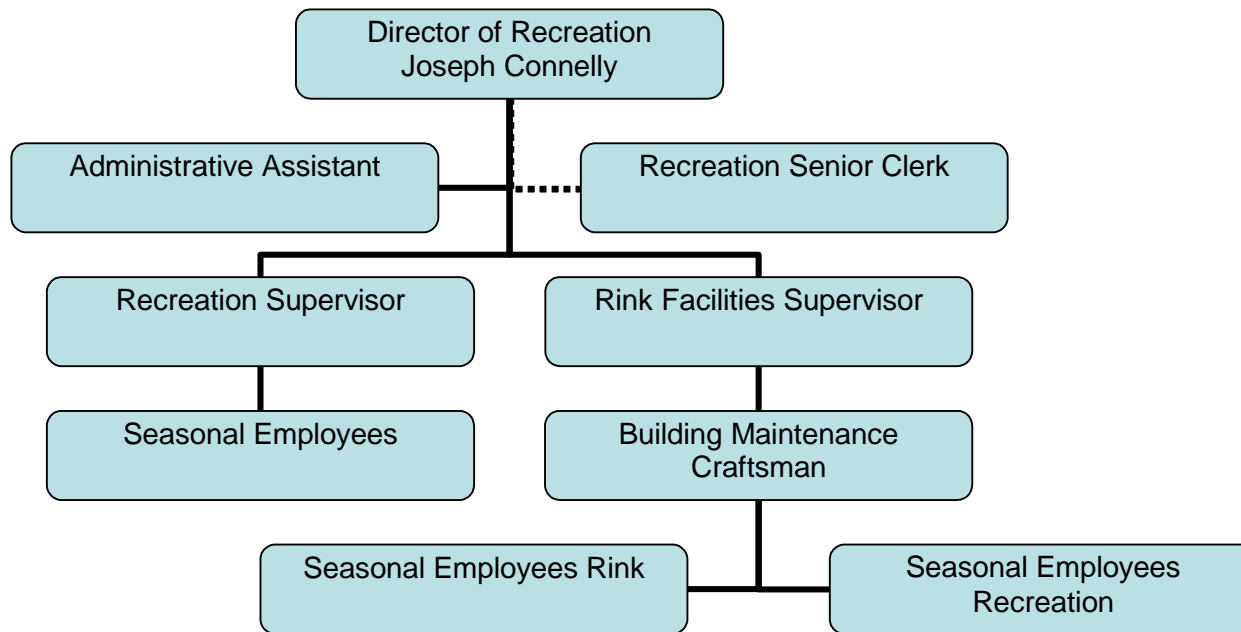 Director of Recreation
Joseph Connelly
Administrative Assistant
Recreation Senior Clerk
Recreation Supervisor
Rink Facilities Supervisor
Seasonal Employees
Building Maintenance
Craftsman
Seasonal Employees Rink
Seasonal Employees
Recreation